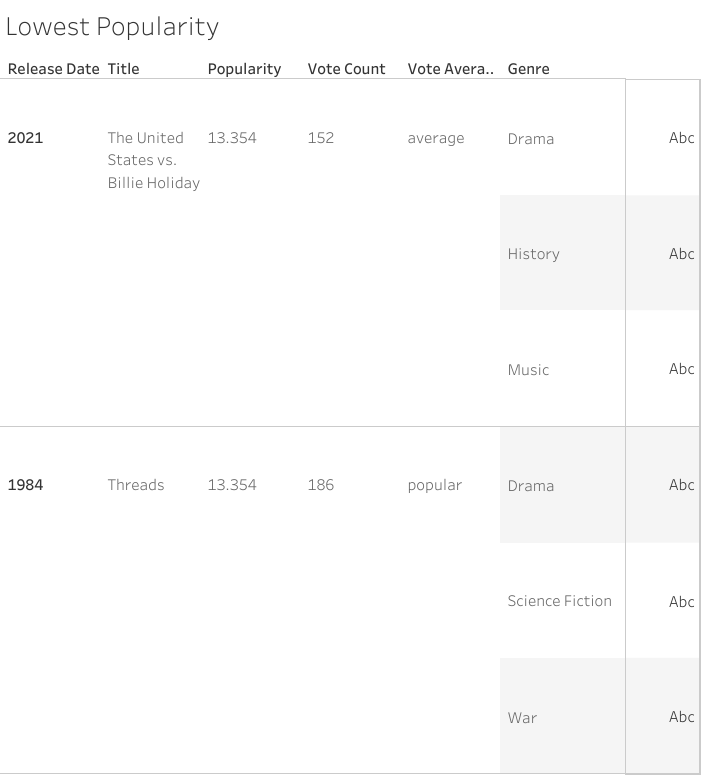 Lowest Popularity
Release Date Title Popularity Vote Count Vote Avera.. Genre
2021 The United 13.354 152 average Drama Abc
States vs.
Billie Holiday
History Abc
Music Abc
1984 Threads 13.354 186 popular Drama Abc
Science Fiction Abc
War Abc